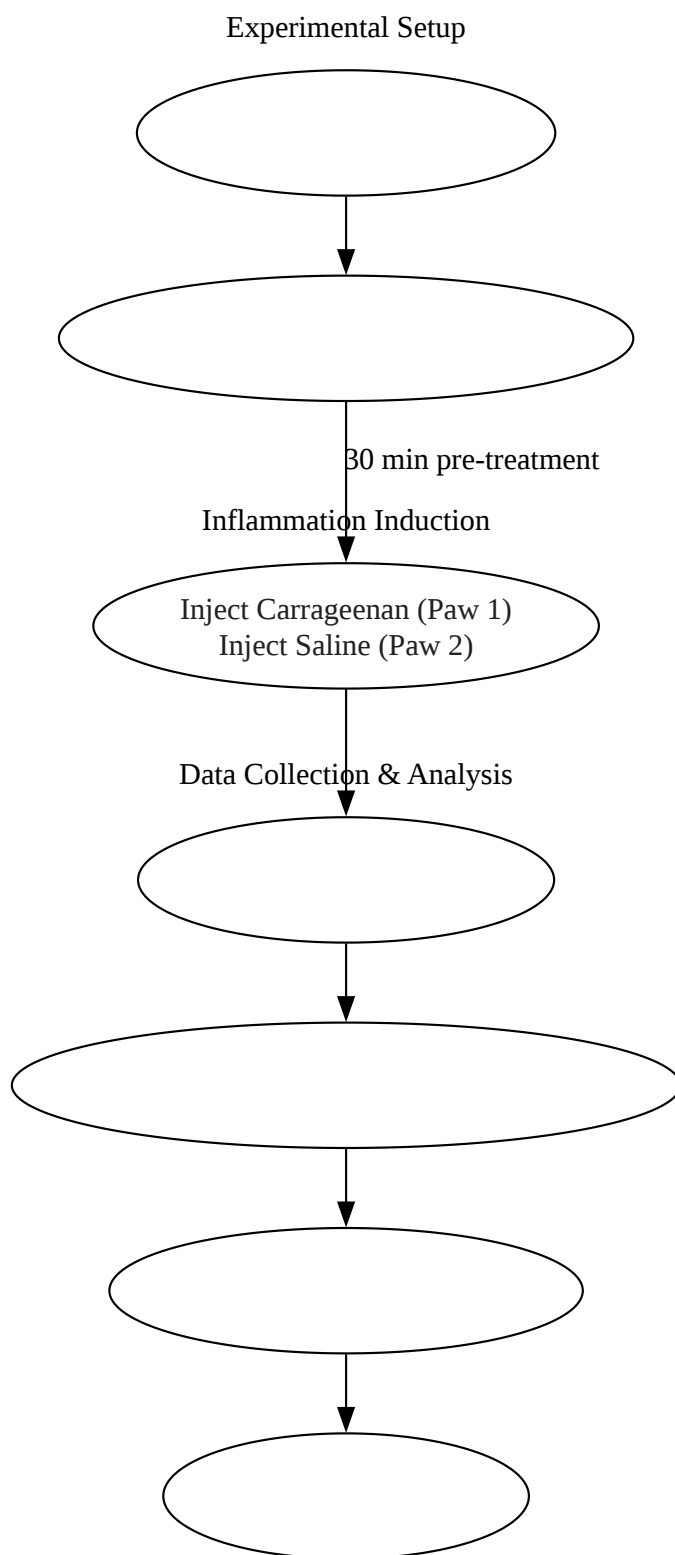 Experimental Setup
30 min pre-treatment
Inflammation Induction
Inject Carrageenan (Paw 1)
Inject Saline (Paw 2)
Data Collection & Analysis